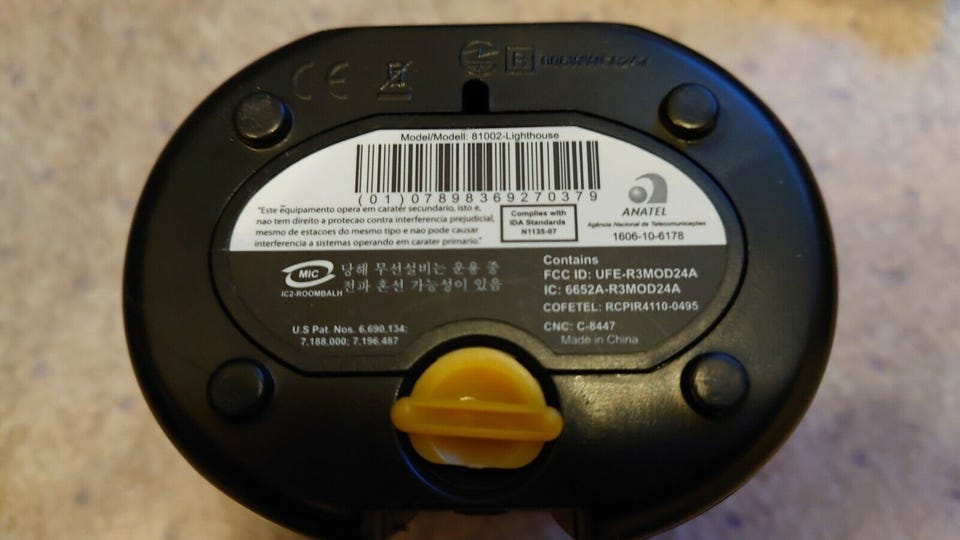 CE
Model/Modell: 81002-Lighthouse
(01)07898369270379
"Este equipamento opera em caratér secundario, isto e,
nao tem direito a protecao contra interferencia prejudicial,
mesmo de estacoes do mesmo tipo e nao pode causar
interferencia a sistemas operando em carater primario."
Complies with
IDA Standards
N1135-07
ANATEL
Agência Nacional de Telecomunicações
1606-10-6178
MIC
IC2-ROOMBALH
당해 무선설비는 운용 중
전파 혼선 가능성이 있음
Contains
FCC ID: UFE-R3MOD24A
IC: 6652A-R3MOD24A
COFETEL: RCPIR4110-0495
CNC: C-8447
Made in China
U.S Pat. Nos. 6,690,134;
7,188,000; 7,196,487